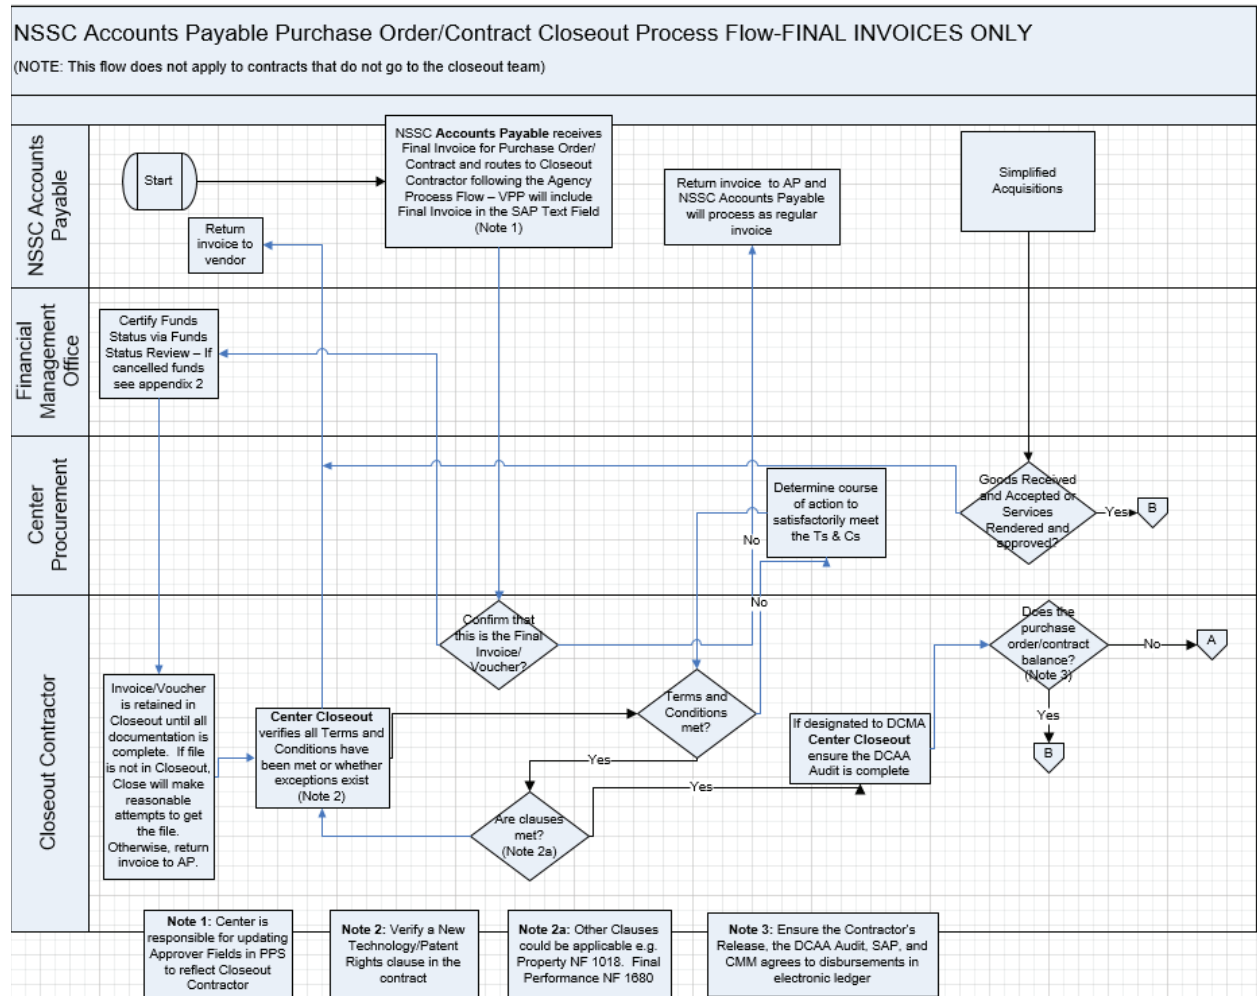 NSSC Accounts Payable Purchase Order/Contract Closeout Process Flow-FINAL INVOICES ONLY
(NOTE: This flow does not apply to contracts that do not go to the closeout team)
NSSC Accounts
Payable
Start
NSSC Accounts Payable receives
Final Invoice for Purchase Order/
Contract and routes to Closeout
Contractor following the Agency
Process Flow – VPP will include
Final Invoice in the SAP Text Field
(Note 1)
Return invoice to AP and
NSSC Accounts Payable
will process as regular
invoice
Simplified
Acquisitions
Return
invoice to
vendor
Financial
Management
Office
Certify Funds
Status via Funds
Status Review – If
cancelled funds
see appendix 2
Center
Procurement
Determine course
of action to
satisfactorily meet
the Ts & Cs
Goods Received
and Accepted or
Services
Rendered and
approved?
Yes
B
No
No
Closeout Contractor
Confirm that
this is the Final
Invoice/
Voucher?
Does the
purchase
order/contract
balance?
(Note 3)
No
A
Yes
B
Invoice/Voucher
is retained in
Closeout until all
documentation is
complete. If file
is not in Closeout,
Close will make
reasonable
attempts to get
the file.
Otherwise, return
invoice to AP.
Center Closeout
verifies all Terms and
Conditions have
been met or whether
exceptions exist
(Note 2)
Terms and
Conditions
met?
If designated to DCMA
Center Closeout
ensure the DCAA
Audit is complete
Yes
Yes
Are clauses
met?
(Note 2a)
Note 1: Center is
responsible for updating
Approver Fields in PPS
to reflect Closeout
Contractor
Note 2: Verify a New
Technology/Patent
Rights clause in the
contract
Note 2a: Other Clauses
could be applicable e.g.
Property NF 1018. Final
Performance NF 1680
Note 3: Ensure the Contractor's
Release, the DCAA Audit, SAP, and
CMM agrees to disbursements in
electronic ledger